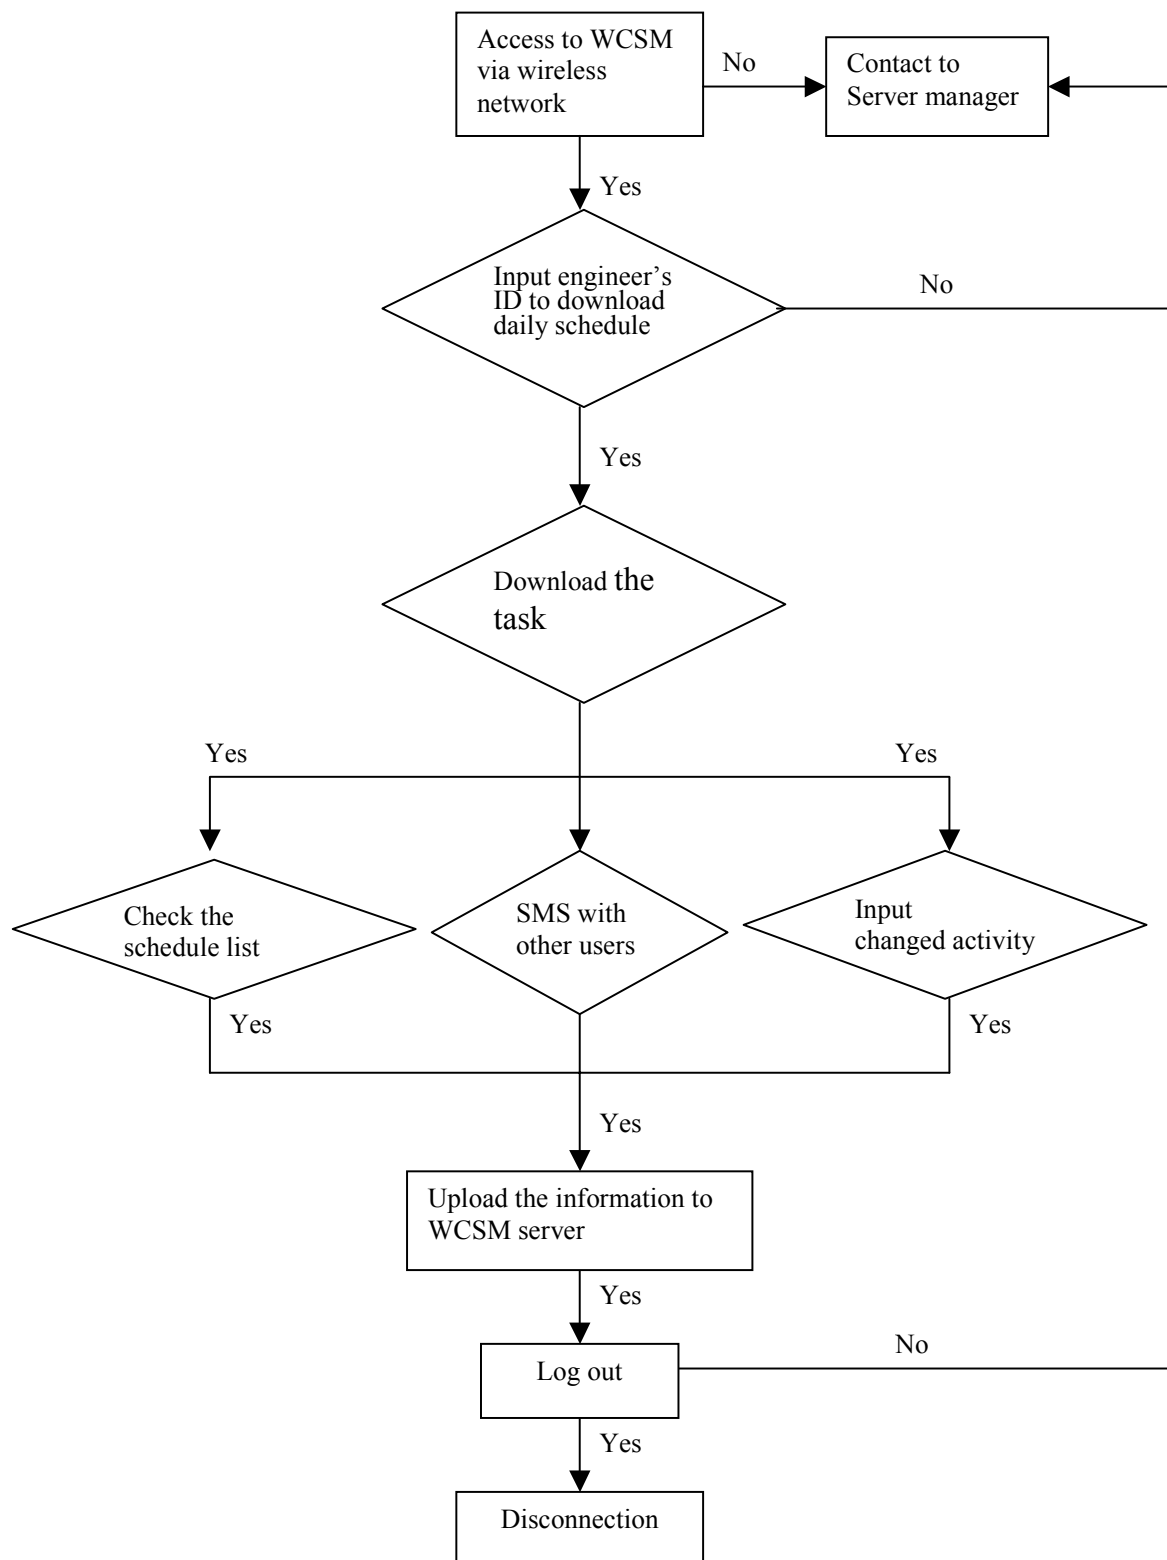 Access to WCSM
via wireless
network
No
Contact to
Server manager
Yes
Input engineer’s
ID to download
daily schedule
No
Yes
Download the
task
Yes
Yes
Check the
schedule list
SMS with
other users
Input
changed activity
Yes
Yes
Yes
Upload the information to
WCSM server
Yes
Log out
No
Yes
Disconnection